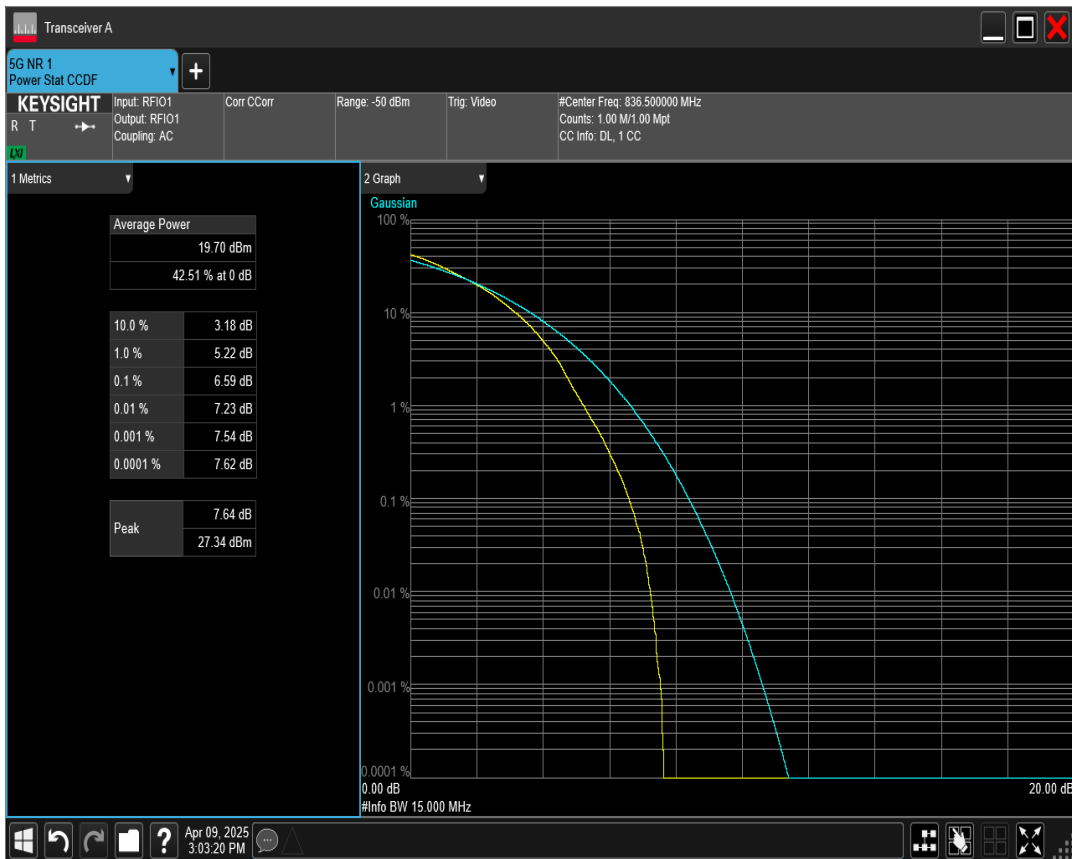 Transceiver A
5G NR 1
Power Stat CCDF
+
KEYSIGHT
R T
LXI
Input: RFIO1
Output: RFIO1
Coupling: AC
Corr CCorr
Range: -50 dBm
Trig: Video
#Center Freq: 836.500000 MHz
Counts: 1.00 M/1.00 Mpt
CC Info: DL, 1 CC
1 Metrics
Average Power
19.70 dBm
42.51 % at 0 dB
10.0 % 3.18 dB
1.0 % 5.22 dB
0.1 % 6.59 dB
0.01 % 7.23 dB
0.001 % 7.54 dB
0.0001 % 7.62 dB
Peak
7.64 dB
27.34 dBm
2 Graph
Gaussian
100 %
10 %
1 %
0.1 %
0.01 %
0.001 %
0.0001 %
0.00 dB 20.00 dB
#Info BW 15.000 MHz
?
Apr 09, 2025
3:03:20 PM